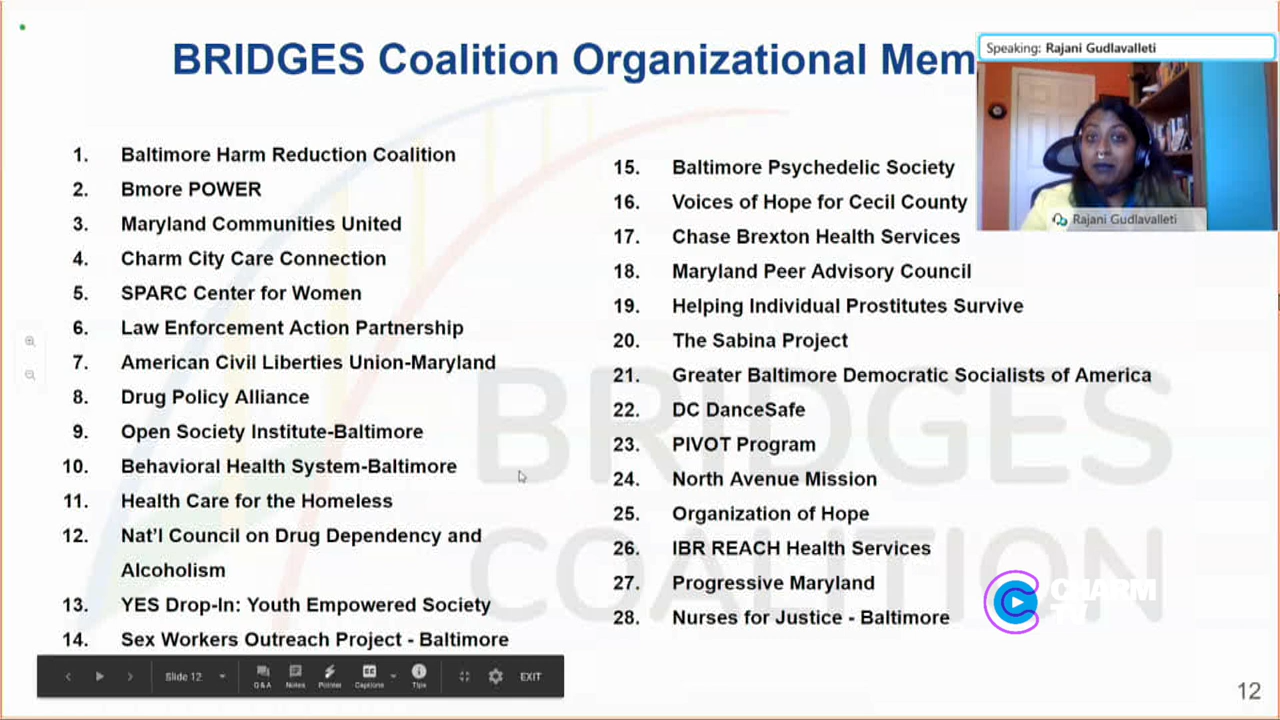 BRIDGES Coalition Organizational Mem
Speaking: Rajani Gudlavalleti
Rajani Gudlavalleti
1. Baltimore Harm Reduction Coalition
2. Bmore POWER
3. Maryland Communities United
4. Charm City Care Connection
5. SPARC Center for Women
6. Law Enforcement Action Partnership
7. American Civil Liberties Union-Maryland
8. Drug Policy Alliance
9. Open Society Institute-Baltimore
10. Behavioral Health System-Baltimore
11. Health Care for the Homeless
12. Nat'l Council on Drug Dependency and
Alcoholism
13. YES Drop-In: Youth Empowered Society
14. Sex Workers Outreach Project - Baltimore
15. Baltimore Psychedelic Society
16. Voices of Hope for Cecil County
17. Chase Brexton Health Services
18. Maryland Peer Advisory Council
19. Helping Individual Prostitutes Survive
20. The Sabina Project
21. Greater Baltimore Democratic Socialists of America
22. DC DanceSafe
23. PIVOT Program
24. North Avenue Mission
25. Organization of Hope
26. IBR REACH Health Services
27. Progressive Maryland
28. Nurses for Justice - Baltimore
BRIDGES
COALITION
CHARM
TV
Slide 12
Q&A Notes Pointer Captions Tips
EXIT
12